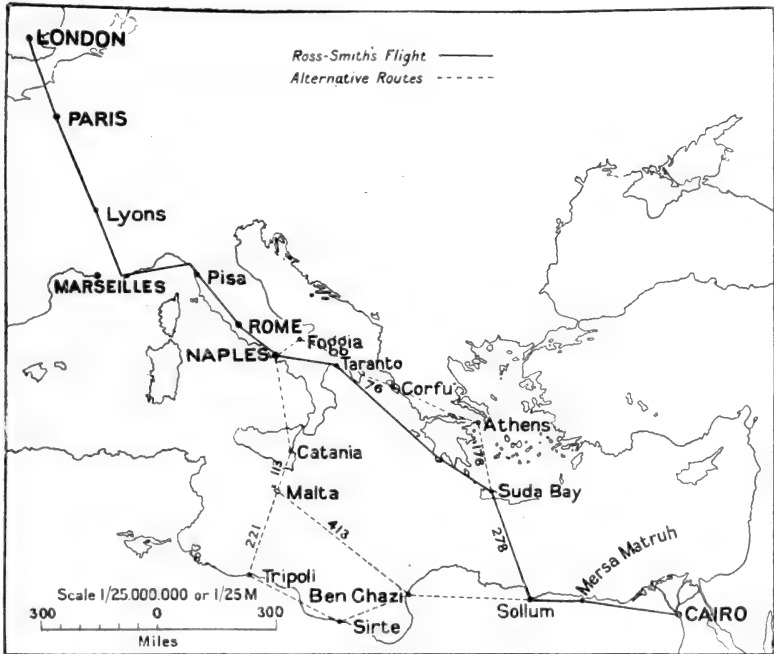 LONDON
Ross-Smith's Flight
Alternative Routes
PARIS
Lyons
MARSEILLES
Pisa
ROME
Foggia
NAPLES
Taranto
76
Corfu
Athens
178
Catania
113
Malta
Suda Bay
221
413
278
Mersa Matruh
Tripoli
Scale 1/25.000.000 or 1/25 M
Ben Ghazi
Sollum
CAIRO
300 0 300
Sirte
Miles